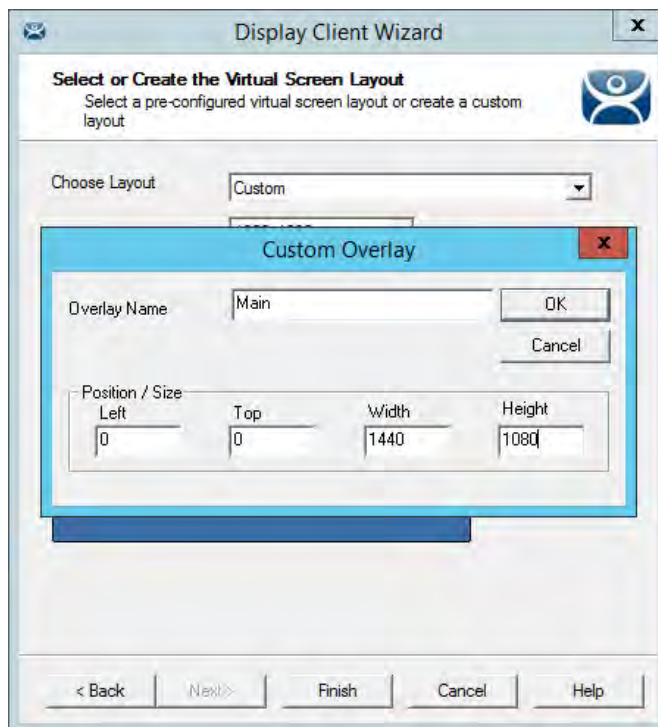 Display Client Wizard
x
Select or Create the Virtual Screen Layout
Select a pre-configured virtual screen layout or create a custom
layout
Choose Layout
Custom
Custom Overlay
x
Overlay Name
Main
OK
Cancel
Position / Size
Left
Top
Width
Height
0
0
1440
1080
< Back
Next>
Finish
Cancel
Help